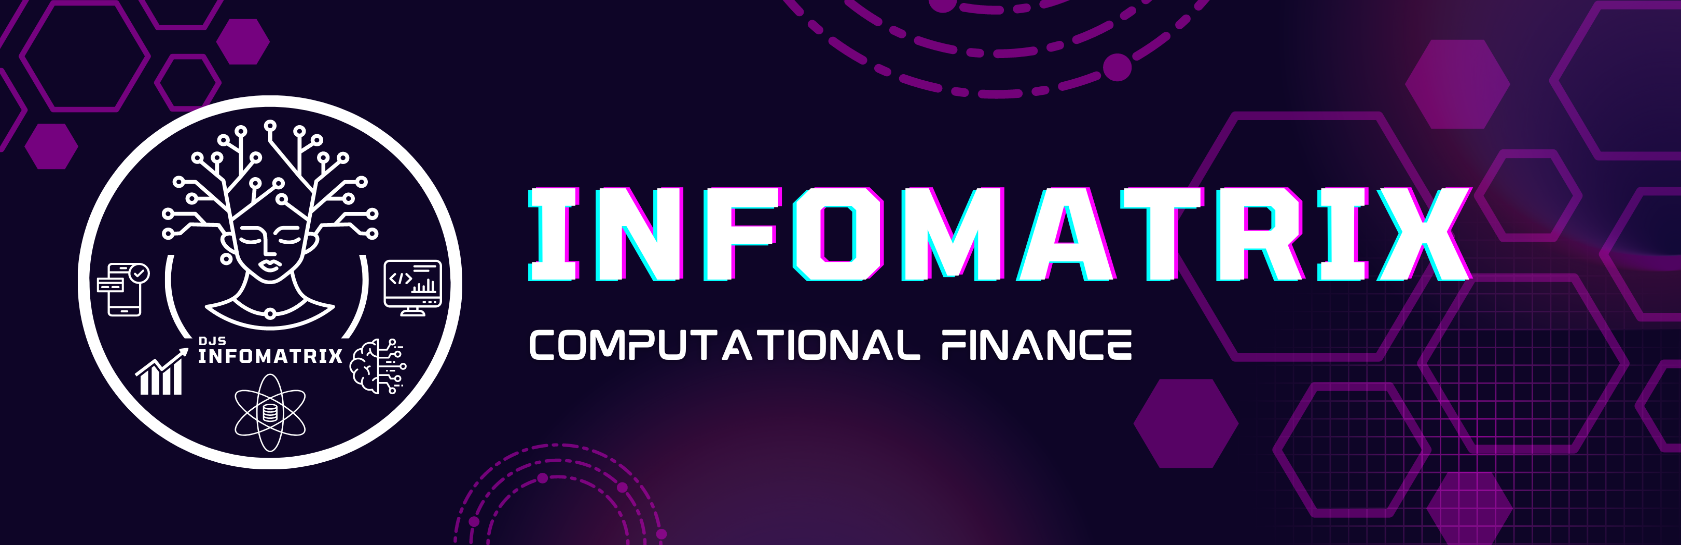 DJS
INFOMATRIX
</>
INFOMATRIX
COMPUTATIONAL FINANCE